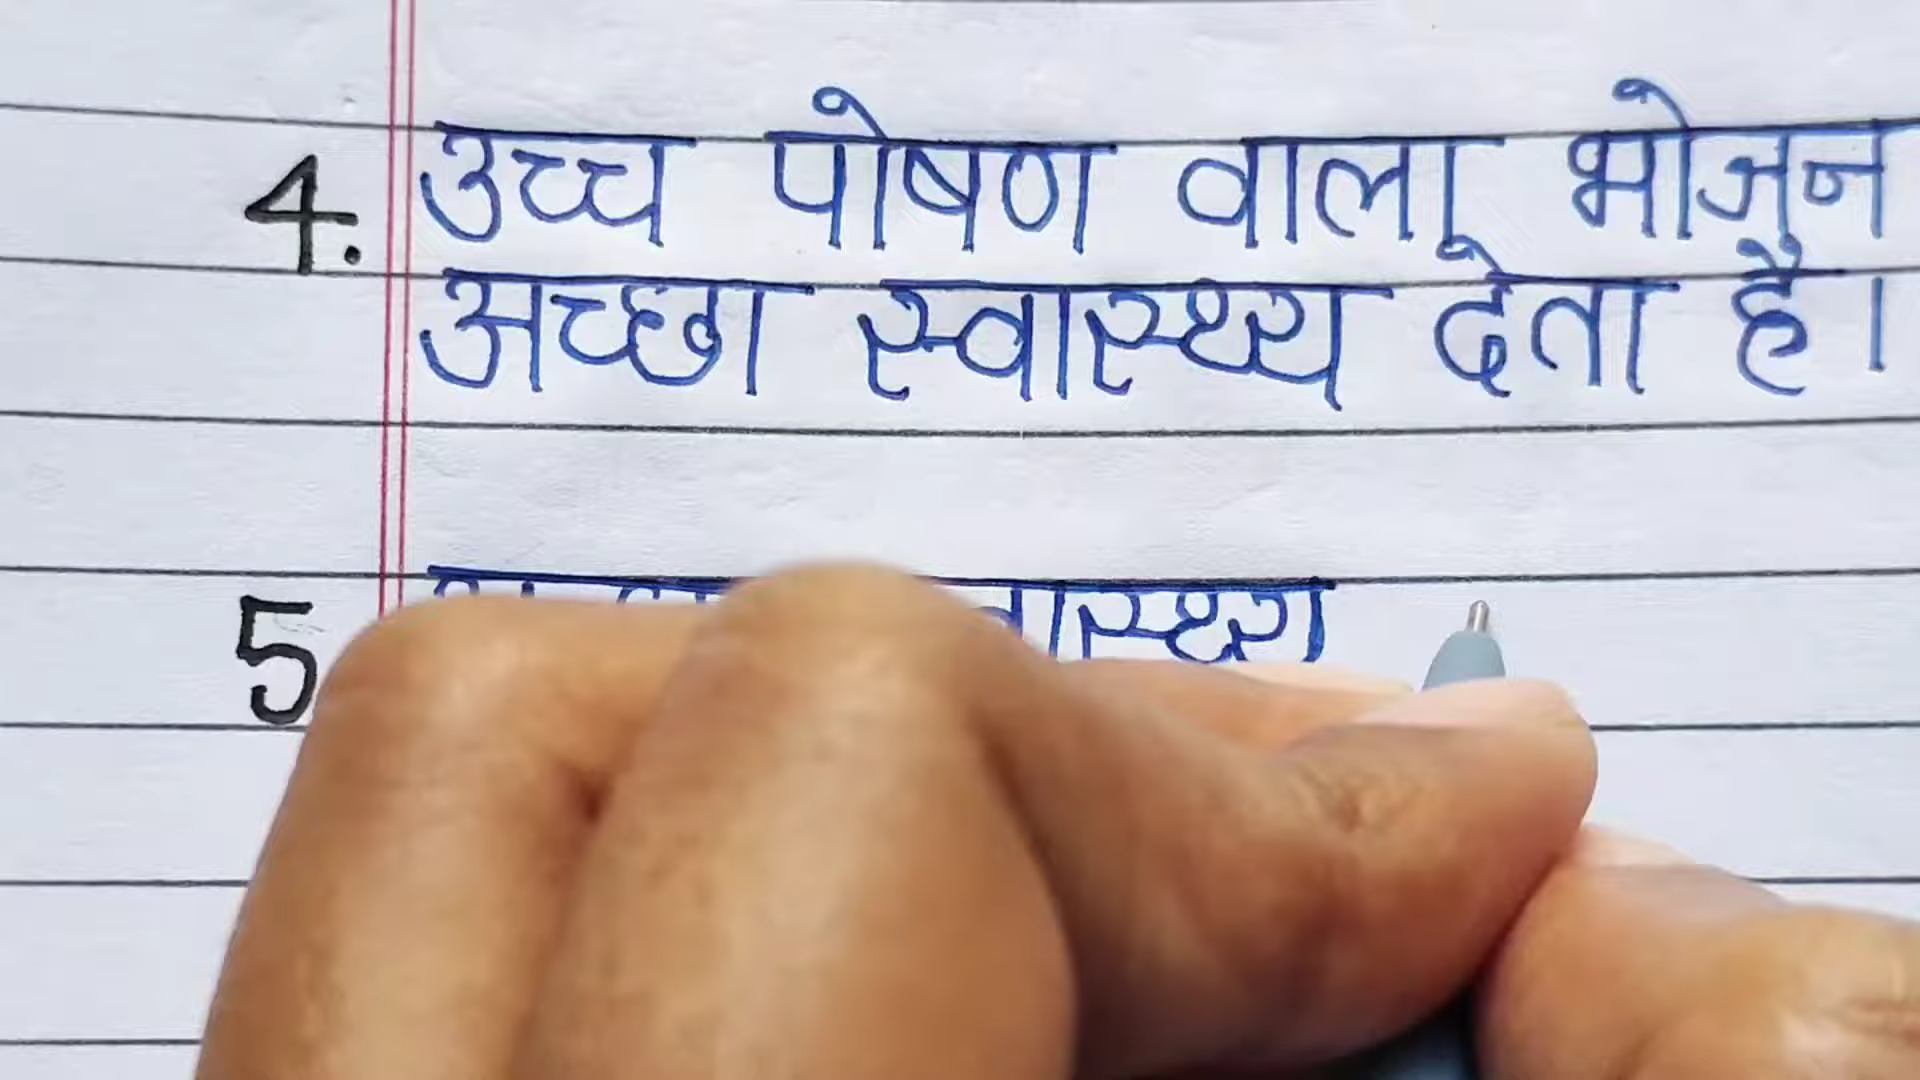 4. उच्च पोषण वाला भोजन
अच्छा स्वास्थ्य देता है।
5 स्वास्थ्य